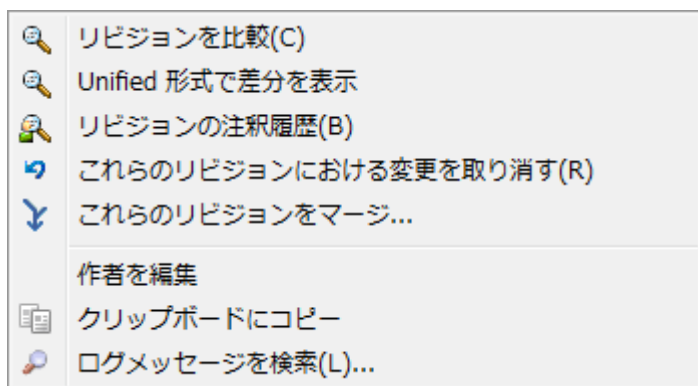 リビジョンを比較(C)
Unified 形式で差分を表示
リビジョンの注釈履歴(B)
これらのリビジョンにおける変更を取り消す(R)
これらのリビジョンをマージ...
作者を編集
クリップボードにコピー
ログメッセージを検索(L)...